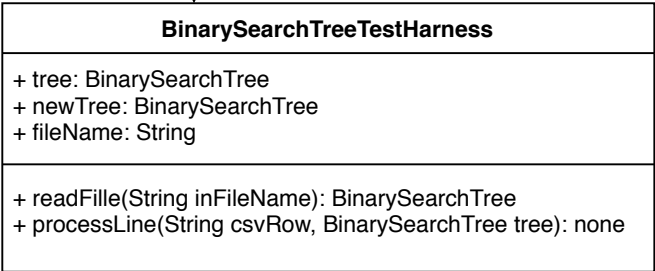 BinarySearchTreeTestHarness
+ tree: BinarySearchTree
+ newTree: BinarySearchTree
+ fileName: String
+ readFille(String inFileName): BinarySearchTree
+ processLine(String csvRow, BinarySearchTree tree): none